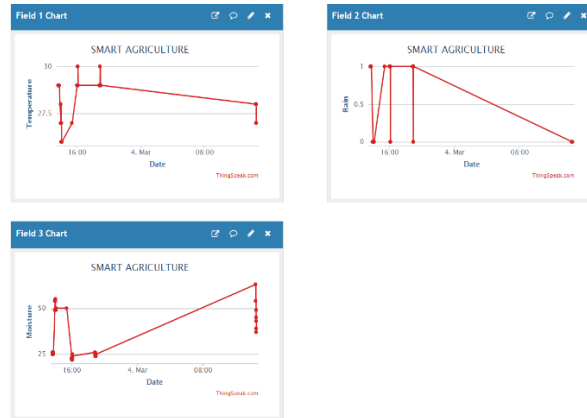 Field 1 Chart
SMART AGRICULTURE
30
27.5
Temperature
16:00
4. Mar
08:00
Date
ThingSpeak.com
Field 2 Chart
SMART AGRICULTURE
1
0.5
0
Rain
16:00
4. Mar
08:00
Date
ThingSpeak.com
Field 3 Chart
SMART AGRICULTURE
50
25
Moisture
16:00
4. Mar
08:00
Date
ThingSpeak.com